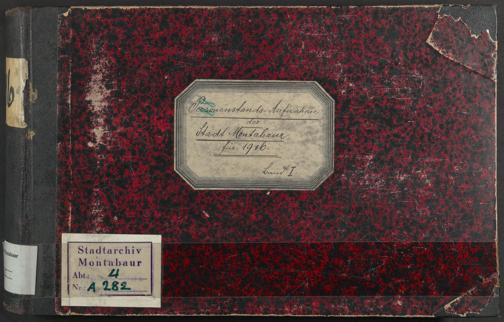 Personenstands-Aufnahme
der
Stadt Montabaur
für 1916.
Band I
Stadtarchiv
Montabaur
Abt.: 4
Nr.: A 282